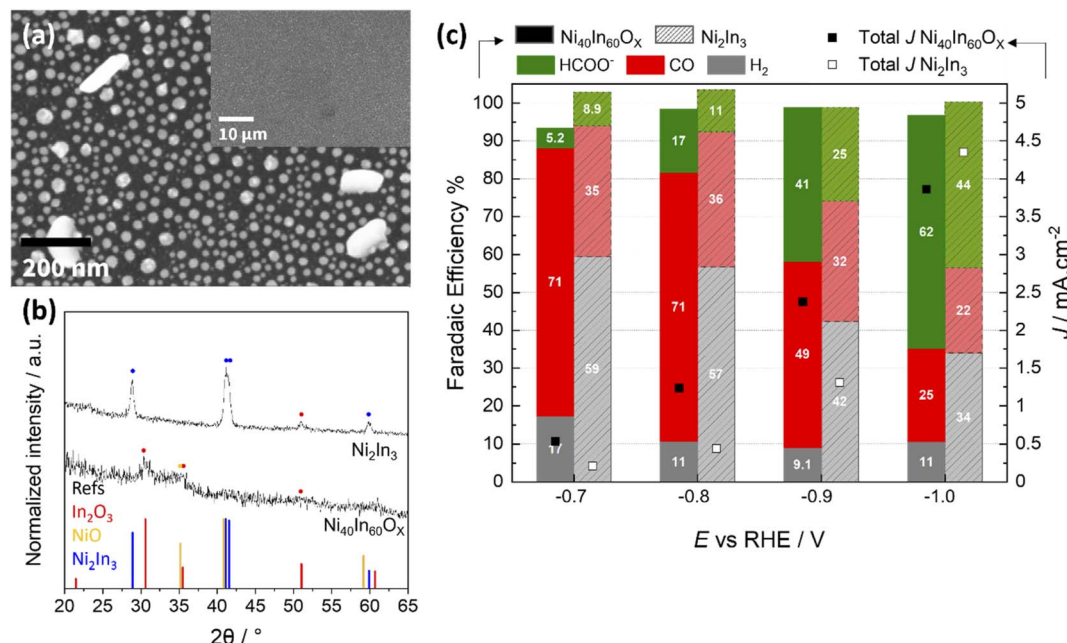 (a)
10 µm
200 nm
(b)
Normalized intensity / a.u.
Ni₂In₃
Refs
In₂O₃
NiO
Ni₂In₃
Ni₄₀In₆₀Oₓ
20 25 30 35 40 45 50 55 60 65
2θ / °
(c)
Ni₄₀In₆₀Oₓ Ni₂In₃
HCOO⁻ CO H₂
Total J Ni₄₀In₆₀Oₓ
Total J Ni₂In₃
Faradaic Efficiency %
100
90
80
70
60
50
40
30
20
10
0
5.2 71 17
8.9 35 59
17 71 11
11 36 57
41 49 9.1
25 32 42
62 25 11
44 22 34
5
4.5
4
3.5
3
2.5
2
1.5
1
0.5
0
J / mA.cm⁻²
-0.7 -0.8 -0.9 -1.0
E vs RHE / V